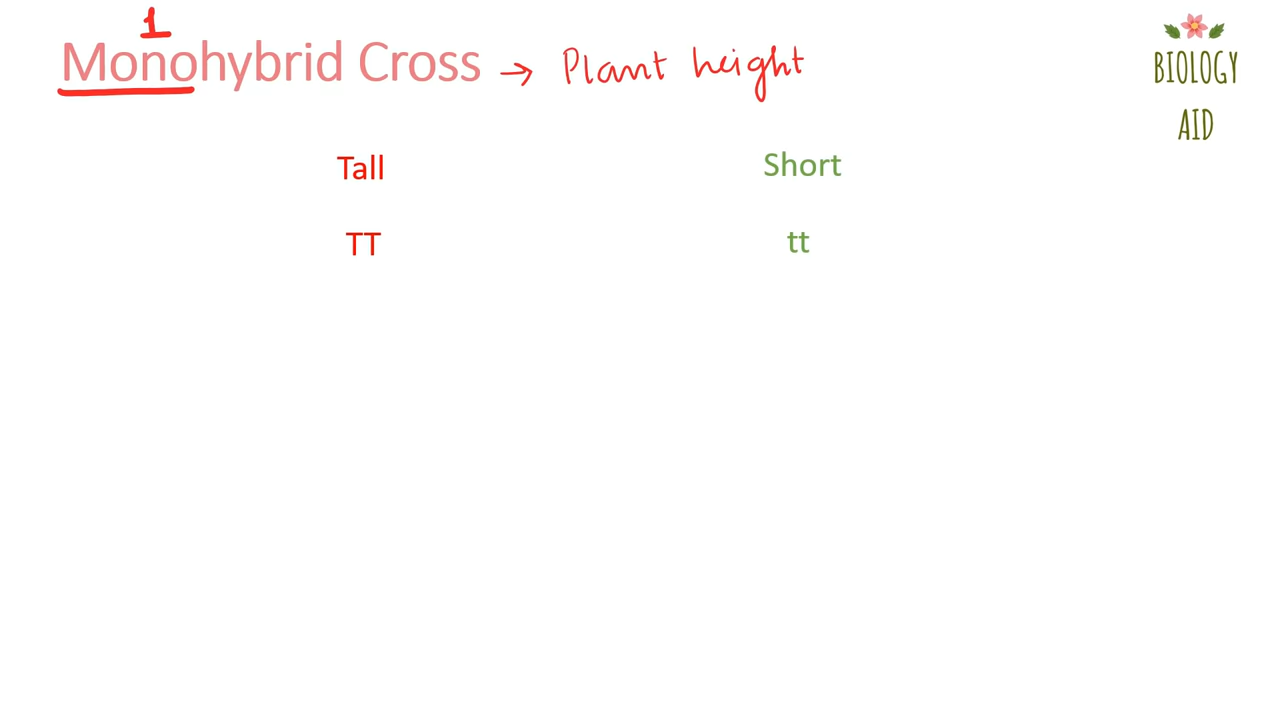 1
Monohybrid Cross → Plant height
BIOLOGY
AID
Tall Short
TT tt